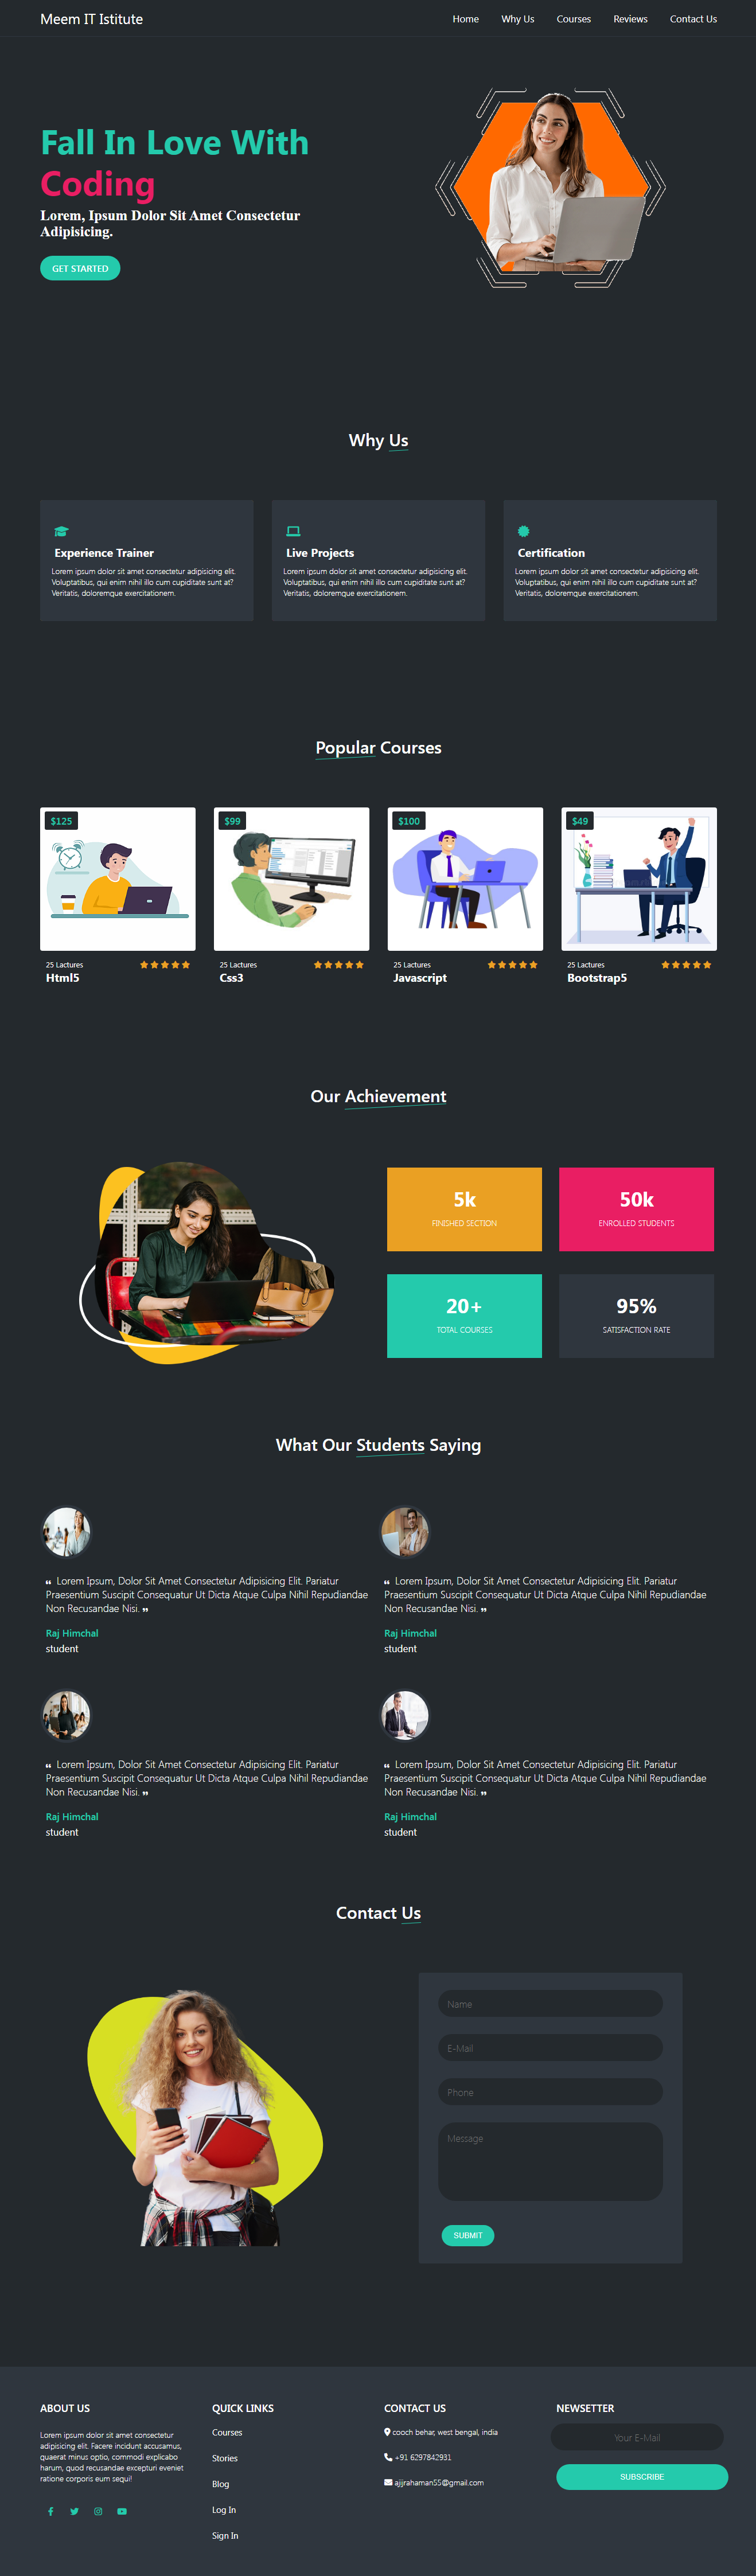 Meem IT Istitute
Home Why Us Courses Reviews Contact Us
Fall In Love With
Coding
Lorem, Ipsum Dolor Sit Amet Consectetur
Adipisicing.
GET STARTED
Why Us
Experience Trainer
Lorem ipsum dolor sit amet consectetur adipisicing elit.
Voluptatibus, qui enim nihil illo cum cupiditate sunt at?
Veritatis, doloremque exercitationem.
Live Projects
Lorem ipsum dolor sit amet consectetur adipisicing elit.
Voluptatibus, qui enim nihil illo cum cupiditate sunt at?
Veritatis, doloremque exercitationem.
Certification
Lorem ipsum dolor sit amet consectetur adipisicing elit.
Voluptatibus, qui enim nihil illo cum cupiditate sunt at?
Veritatis, doloremque exercitationem.
Popular Courses
$125
25 Lactures
Html5
$99
25 Lactures
Css3
$100
25 Lactures
Javascript
$49
25 Lactures
Bootstrap5
Our Achievement
5k
FINISHED SECTION
50k
ENROLLED STUDENTS
20+
TOTAL COURSES
95%
SATISFACTION RATE
What Our Students Saying
“ Lorem Ipsum, Dolor Sit Amet Consectetur Adipisicing Elit. Pariatur
Praesentium Suscipit Consequatur Ut Dicta Atque Culpa Nihil Repudiandae
Non Recusandae Nisi. ”
Raj Himchal
student
“ Lorem Ipsum, Dolor Sit Amet Consectetur Adipisicing Elit. Pariatur
Praesentium Suscipit Consequatur Ut Dicta Atque Culpa Nihil Repudiandae
Non Recusandae Nisi. ”
Raj Himchal
student
“ Lorem Ipsum, Dolor Sit Amet Consectetur Adipisicing Elit. Pariatur
Praesentium Suscipit Consequatur Ut Dicta Atque Culpa Nihil Repudiandae
Non Recusandae Nisi. ”
Raj Himchal
student
“ Lorem Ipsum, Dolor Sit Amet Consectetur Adipisicing Elit. Pariatur
Praesentium Suscipit Consequatur Ut Dicta Atque Culpa Nihil Repudiandae
Non Recusandae Nisi. ”
Raj Himchal
student
Contact Us
Name
E-Mail
Phone
Message
SUBMIT
ABOUT US
Lorem ipsum dolor sit amet consectetur
adipisicing elit. Facere incidunt accusamus,
quaerat minus optio, commodi explicabo
harum, quod recusandae excepturi eveniet
ratione corporis eum sequi!
QUICK LINKS
Courses
Stories
Blog
Log In
Sign In
CONTACT US
cooch behar, west bengal, india
+91 6297842931
ajijrahaman55@gmail.com
NEWSETTER
Your E-Mail
SUBSCRIBE